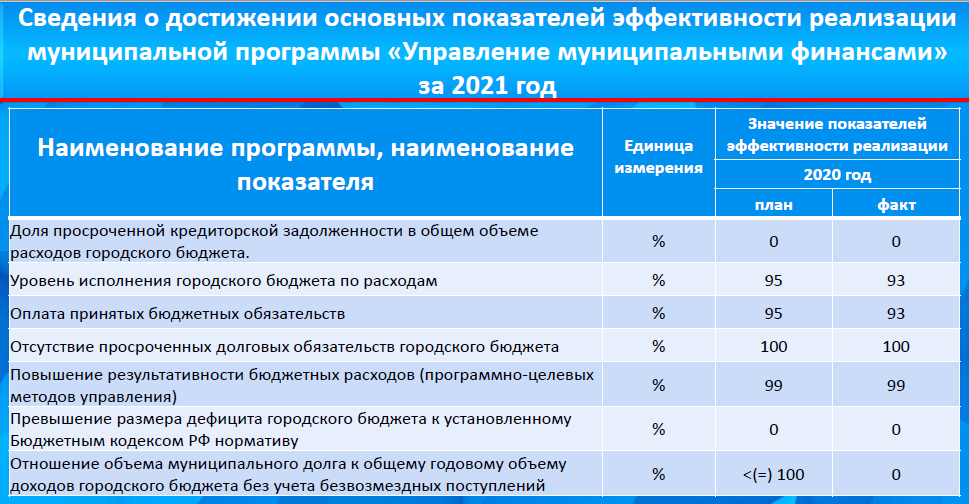 Сведения о достижении основных показателей эффективности реализации
муниципальной программы «Управление муниципальными финансами»
за 2021 год
Наименование программы, наименование
показателя
Единица
измерения
Значение показателей
эффективности реализации
2020 год
план
факт
Доля просроченной кредиторской задолженности в общем объеме
расходов городского бюджета.
%
0
0
Уровень исполнения городского бюджета по расходам
%
95
93
Оплата принятых бюджетных обязательств
%
95
93
Отсутствие просроченных долговых обязательств городского бюджета
%
100
100
Повышение результативности бюджетных расходов (программно-целевых
методов управления)
%
99
99
Превышение размера дефицита городского бюджета к установленному
Бюджетным кодексом РФ нормативу
%
0
0
Отношение объема муниципального долга к общему годовому объему
доходов городского бюджета без учета безвозмездных поступлений
%
<(=) 100
0